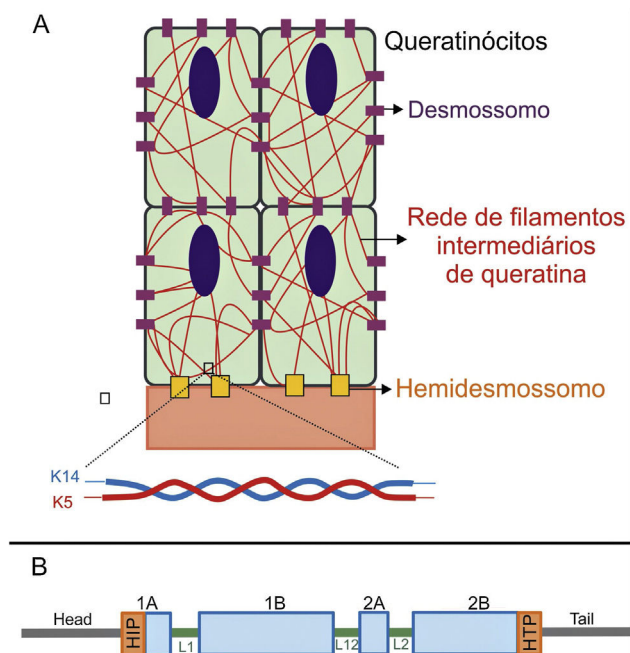 A
Queratinócitos
Desmossomo
Rede de filamentos
intermediários
de queratina
Hemidesmossomo
K14
K5
B
1A 1B 2A 2B
Head HIP L1 L12 L2 HTP Tail